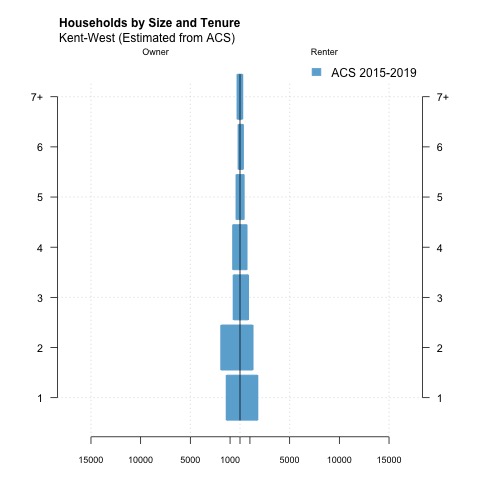 Households by Size and Tenure
Kent-West (Estimated from ACS)
Owner Renter
ACS 2015-2019
7+ 7+
6 6
5 5
4 4
3 3
2 2
1 1
15000 10000 5000 1000 5000 10000 15000